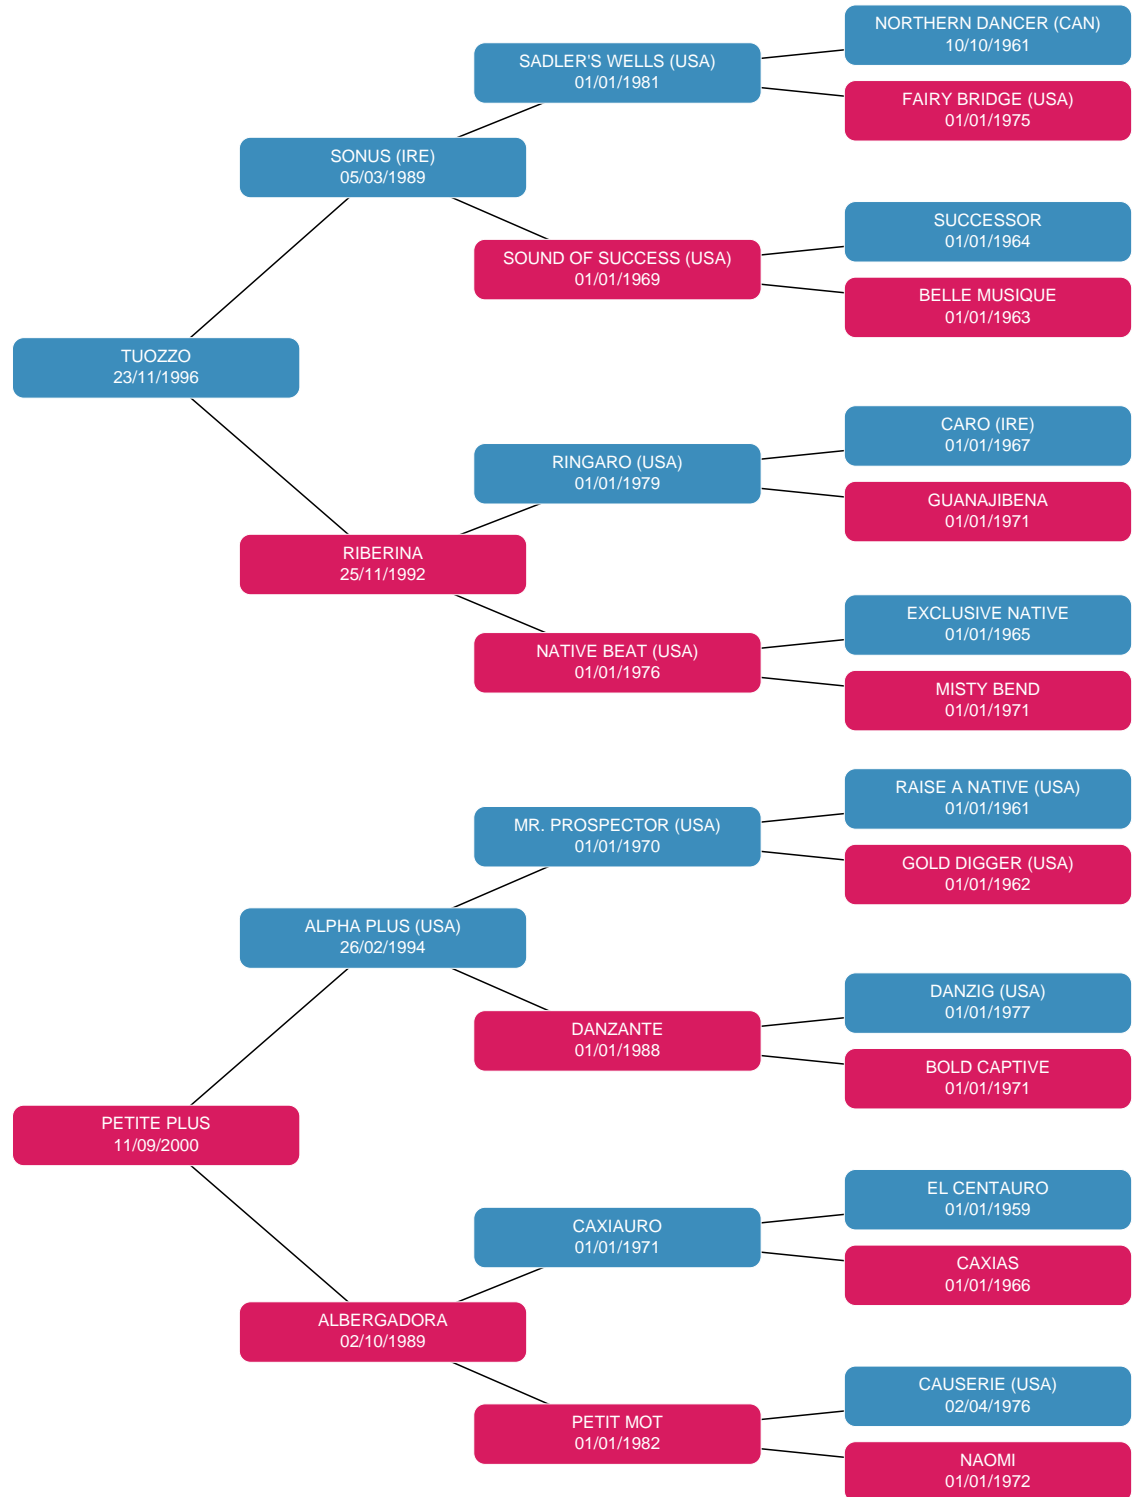 NORTHERN DANCER (CAN)
10/10/1961
SADLER'S WELLS (USA)
01/01/1981
FAIRY BRIDGE (USA)
01/01/1975
SONUS (IRE)
05/03/1989
SUCCESSOR
01/01/1964
SOUND OF SUCCESS (USA)
01/01/1969
BELLE MUSIQUE
01/01/1963
TUOZZO
23/11/1996
CARO (IRE)
01/01/1967
RINGARO (USA)
01/01/1979
GUANAJIBENA
01/01/1971
RIBERINA
25/11/1992
EXCLUSIVE NATIVE
01/01/1965
NATIVE BEAT (USA)
01/01/1976
MISTY BEND
01/01/1971
RAISE A NATIVE (USA)
01/01/1961
MR. PROSPECTOR (USA)
01/01/1970
GOLD DIGGER (USA)
01/01/1962
ALPHA PLUS (USA)
26/02/1994
DANZIG (USA)
01/01/1977
DANZANTE
01/01/1988
BOLD CAPTIVE
01/01/1971
PETITE PLUS
11/09/2000
EL CENTAURO
01/01/1959
CAXIAURO
01/01/1971
CAXIAS
01/01/1966
ALBERGADORA
02/10/1989
CAUSERIE (USA)
02/04/1976
PETIT MOT
01/01/1982
NAOMI
01/01/1972